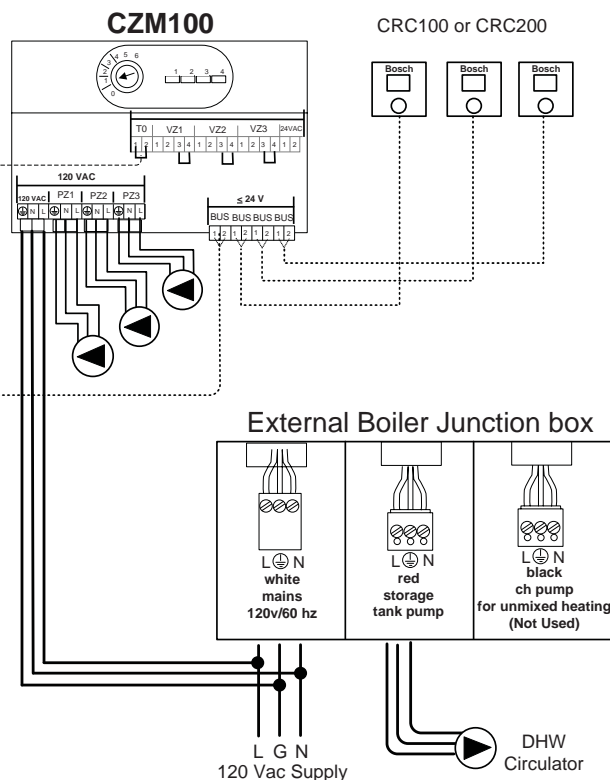 CZM100
CRC100 or CRC200
0 1 2 3 4 5 6
1 2 3 4
Bosch
Bosch
Bosch
T0 VZ1 VZ2 VZ3 24VAC
1 2 1 2 3 4 1 2 3 4 1 2 3 4 1 2
120 VAC
120 VAC PZ1 PZ2 PZ3
N L N L N L N L
≤ 24 V
BUS BUS BUS BUS
1 2 1 2 1 2 1 2
External Boiler Junction box
L N
white
mains
120v/60 hz
L N
red
storage
tank pump
L N
black
ch pump
for unmixed heating
(Not Used)
L G N
120 Vac Supply
DHW
Circulator